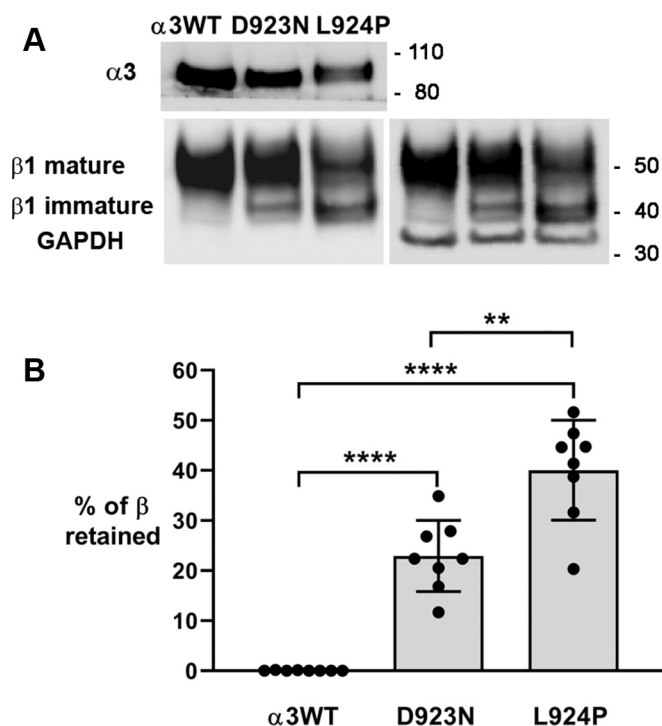 A
α3WT D923N L924P
α3
- 110
- 80
β1 mature
β1 immature
GAPDH
- 50
- 40
- 30
B
**
****
****
% of β
retained
60
50
40
30
20
10
0
α3WT D923N L924P